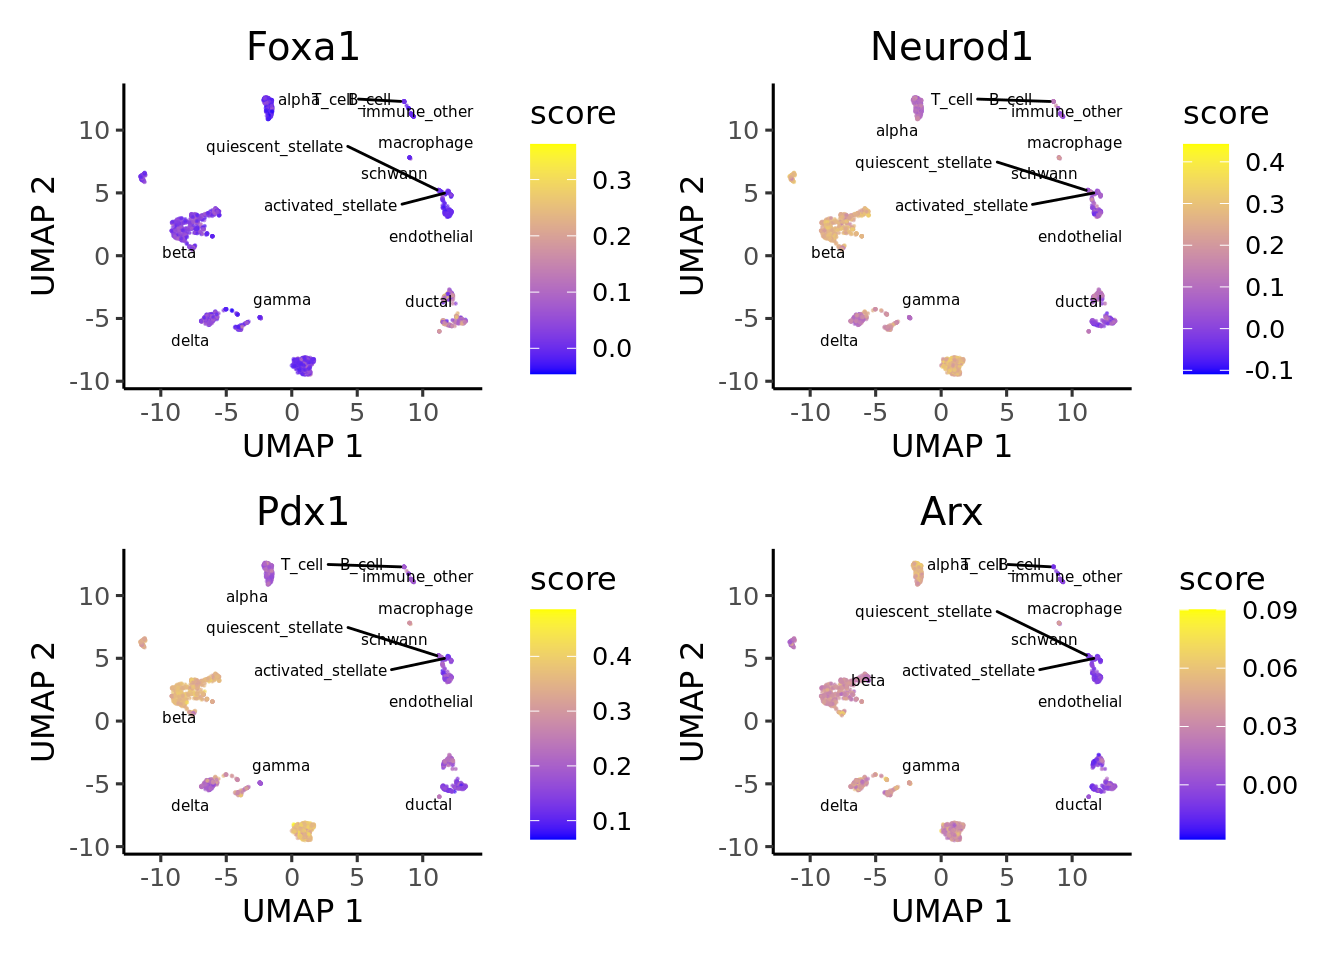 Foxa1
UMAP 2
10
5
0
-5
-10
-10
-5
0
5
10
UMAP 1
alpha
T_cell
B_cell
immune_other
quiescent_stellate
macrophage
schwann
activated_stellate
endothelial
beta
gamma
ductal
delta
score
0.3
0.2
0.1
0.0
Neurod1
UMAP 2
10
5
0
-5
-10
-10
-5
0
5
10
UMAP 1
T_cell
B_cell
immune_other
alpha
macrophage
quiescent_stellate
schwann
activated_stellate
endothelial
beta
gamma
ductal
delta
score
0.4
0.3
0.2
0.1
0.0
-0.1
Pdx1
UMAP 2
10
5
0
-5
-10
-10
-5
0
5
10
UMAP 1
T_cell
B_cell
immune_other
alpha
macrophage
quiescent_stellate
schwann
activated_stellate
endothelial
beta
gamma
delta
ductal
score
0.4
0.3
0.2
0.1
Arx
UMAP 2
10
5
0
-5
-10
-10
-5
0
5
10
UMAP 1
alpha
T_cell
B_cell
immune_other
quiescent_stellate
macrophage
schwann
activated_stellate
beta
endothelial
gamma
delta
ductal
score
0.09
0.06
0.03
0.00